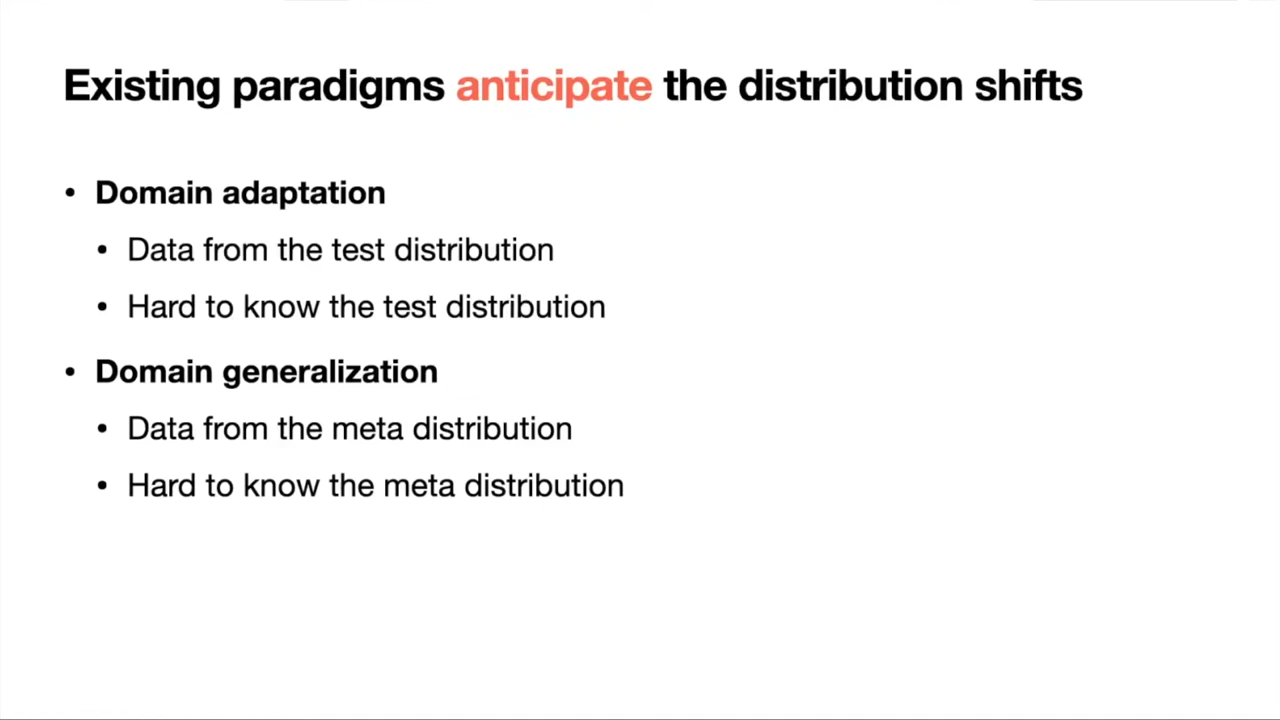 Existing paradigms anticipate the distribution shifts
• Domain adaptation
• Data from the test distribution
• Hard to know the test distribution
• Domain generalization
• Data from the meta distribution
• Hard to know the meta distribution